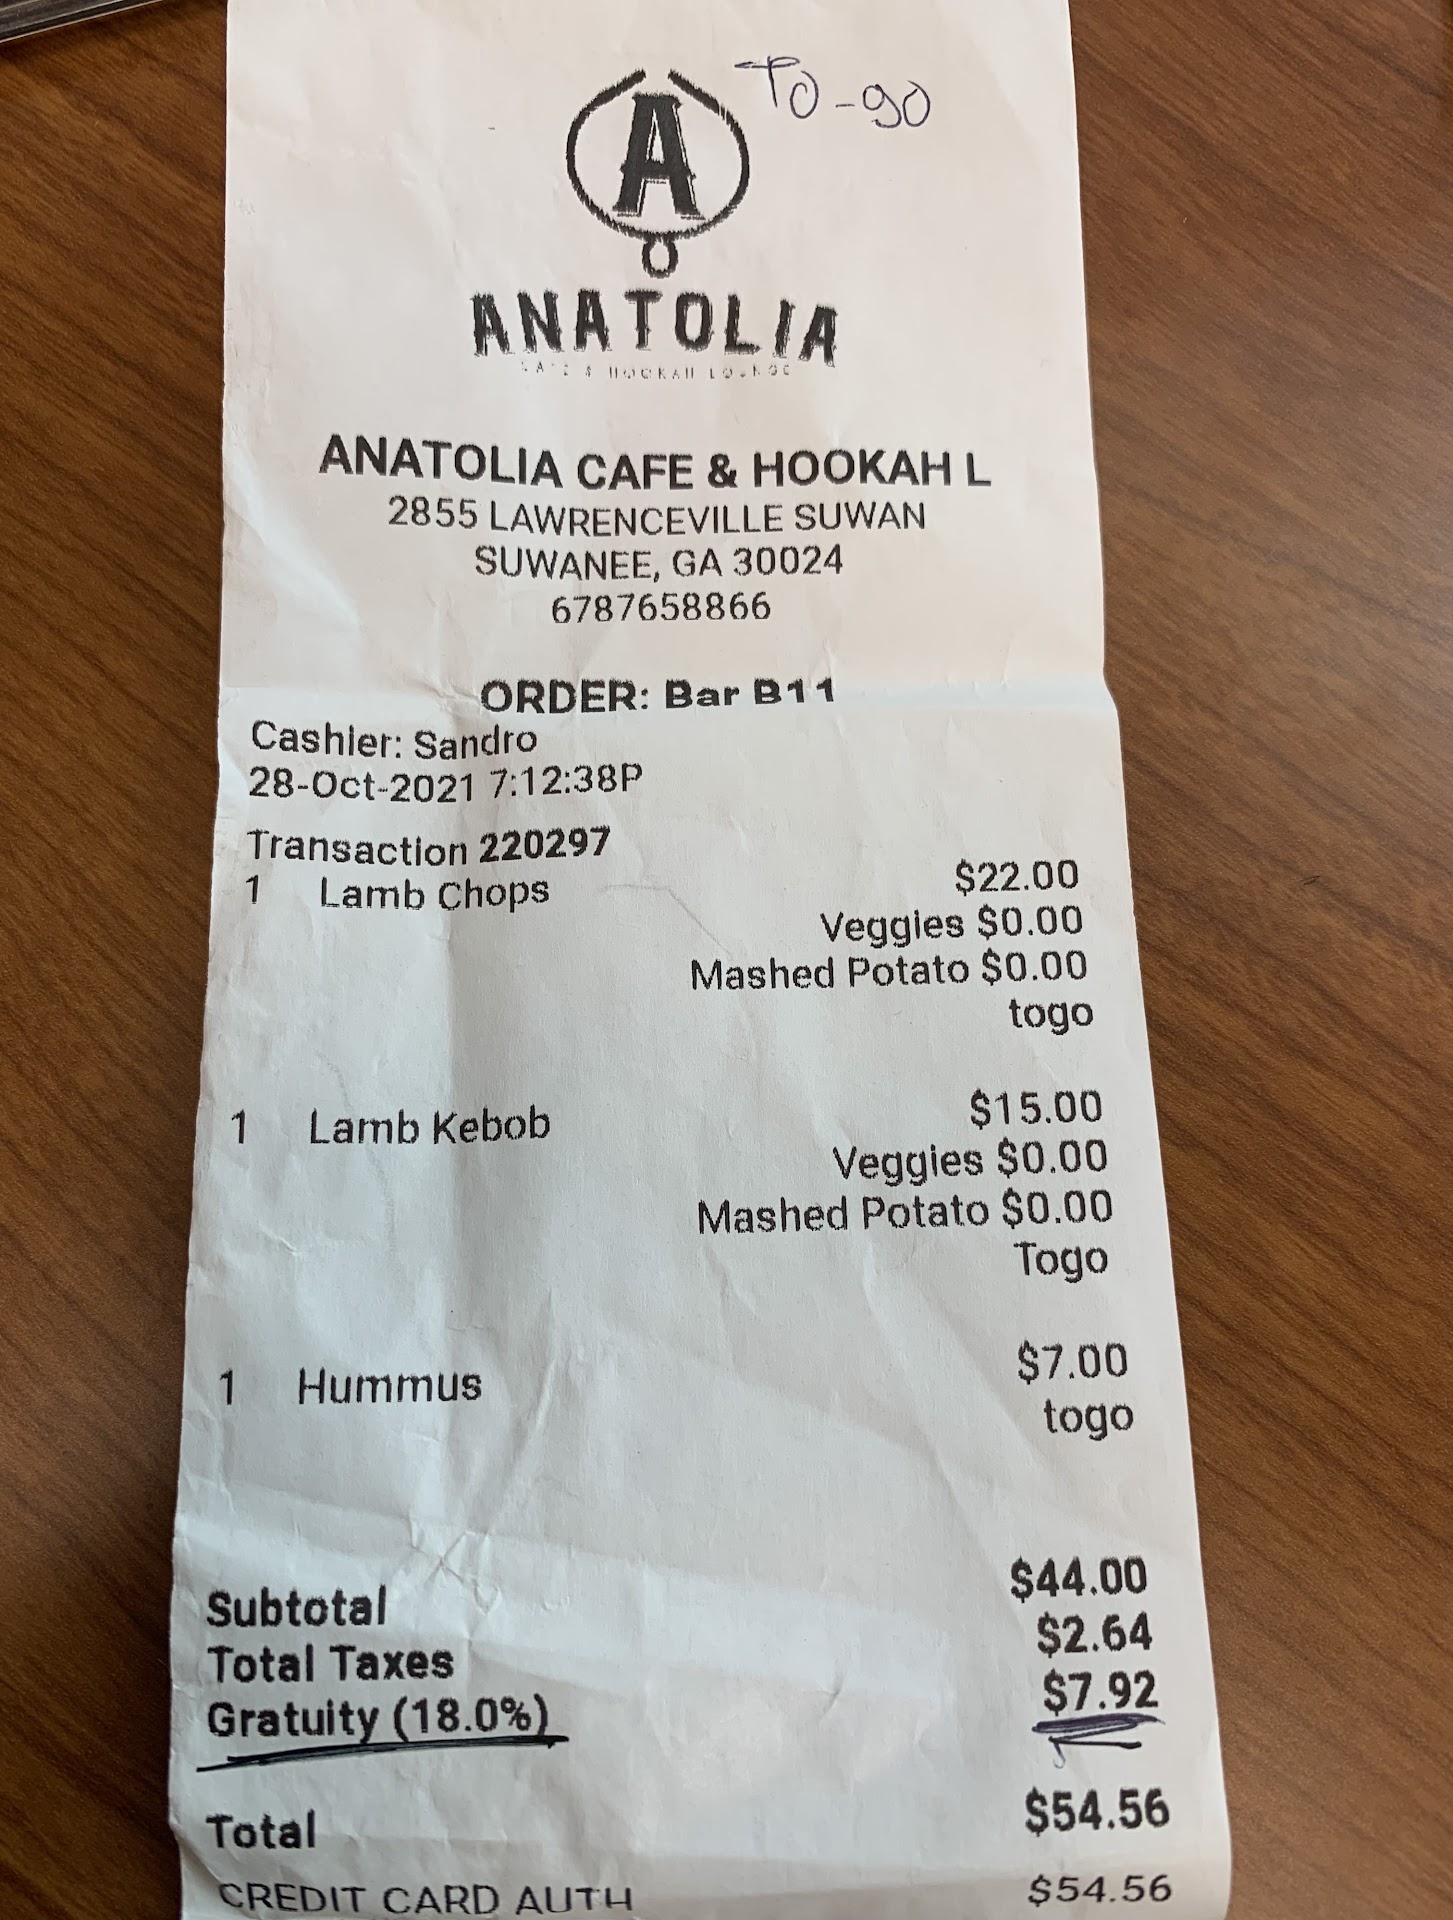 To-go
A
ANATOLIA
HOOKAH
ANATOLIA CAFE & HOOKAH L
2855 LAWRENCEVILLE SUWAN
SUWANEE, GA 30024
6787658866
ORDER: Bar B11
Cashier: Sandro
28-Oct-2021 7:12:38P
Transaction 220297
1 Lamb Chops $22.00
Veggies $0.00
Mashed Potato $0.00
togo
1 Lamb Kebob $15.00
Veggies $0.00
Mashed Potato $0.00
Togo
1 Hummus $7.00
togo
Subtotal $44.00
Total Taxes $2.64
Gratuity (18.0%) $7.92
Total $54.56
CREDIT CARD AUTH $54.56